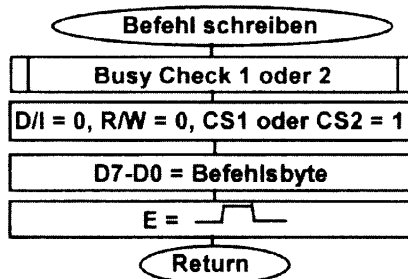 Befehl schreiben
Busy Check 1 oder 2
D/I = 0, R/W = 0, CS1 oder CS2 = 1
D7-D0 = Befehlsbyte
E =
Return